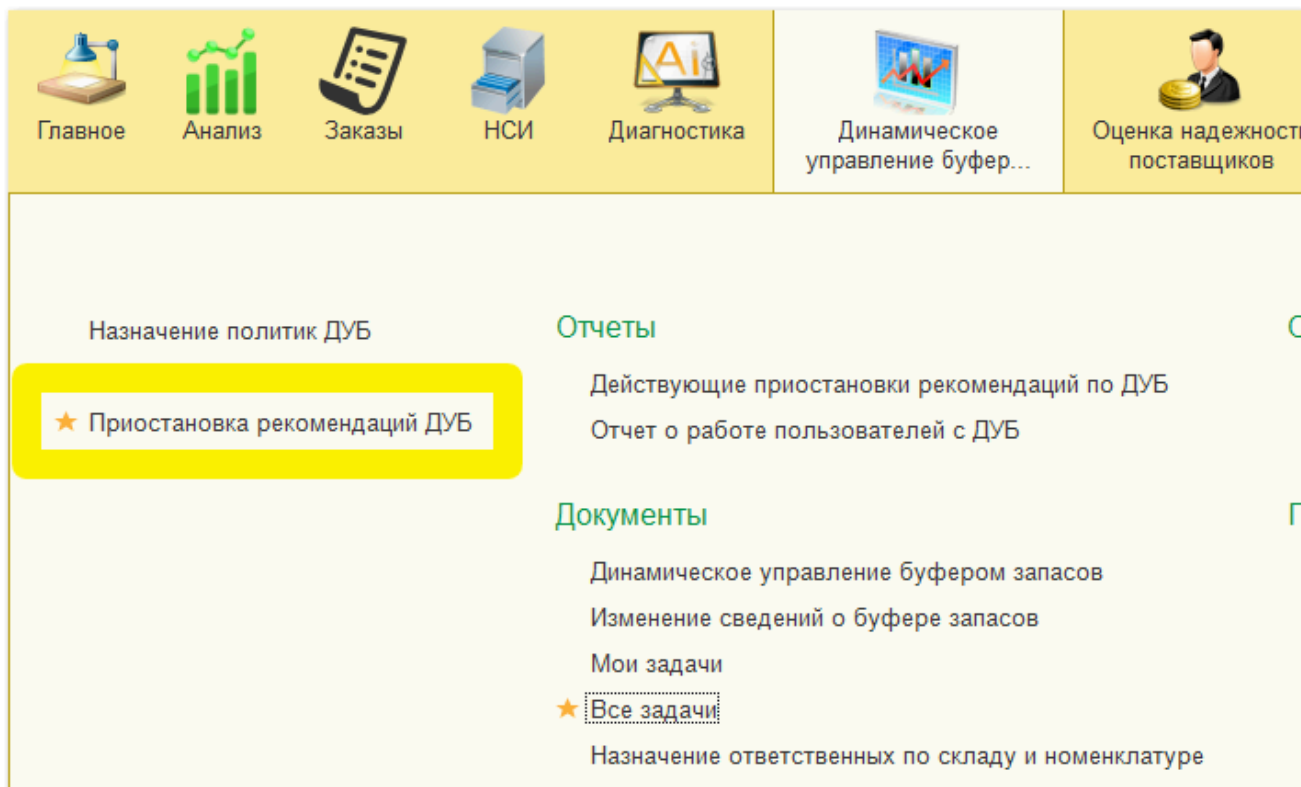 Главное
Анализ
Заказы
НСИ
Диагностика
Динамическое
управление буфер...
Оценка надежност
поставщиков
Назначение политик ДУБ
Приостановка рекомендаций ДУБ
Отчеты
Действующие приостановки рекомендаций по ДУБ
Отчет о работе пользователей с ДУБ
Документы
Динамическое управление буфером запасов
Изменение сведений о буфере запасов
Мои задачи
Все задачи
Назначение ответственных по складу и номенклатуре